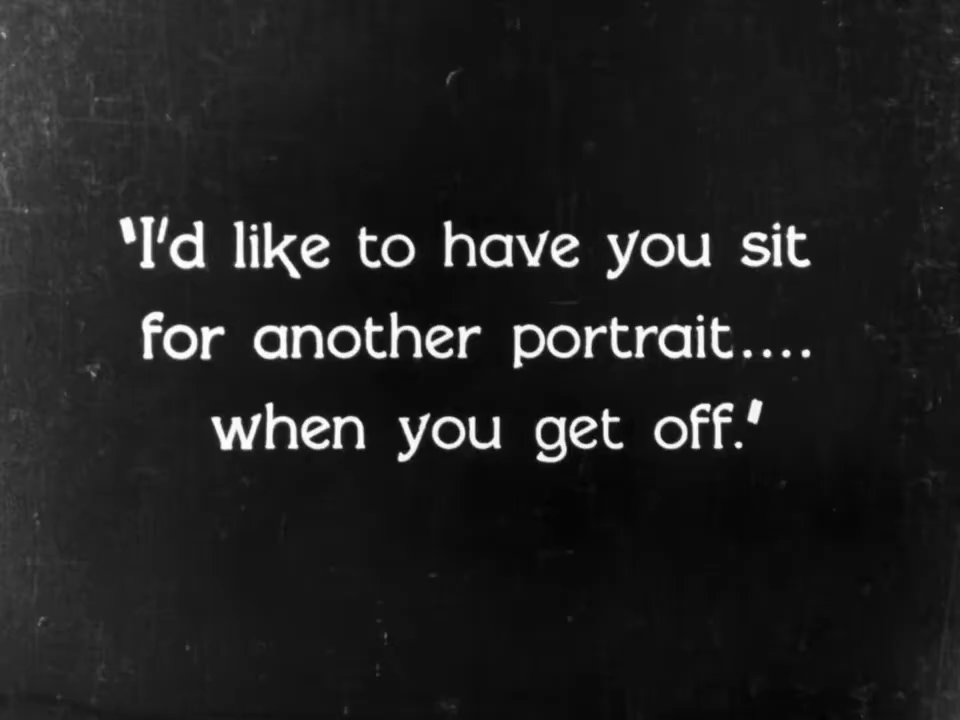 'I'd like to have you sit
for another portrait....
when you get off.'